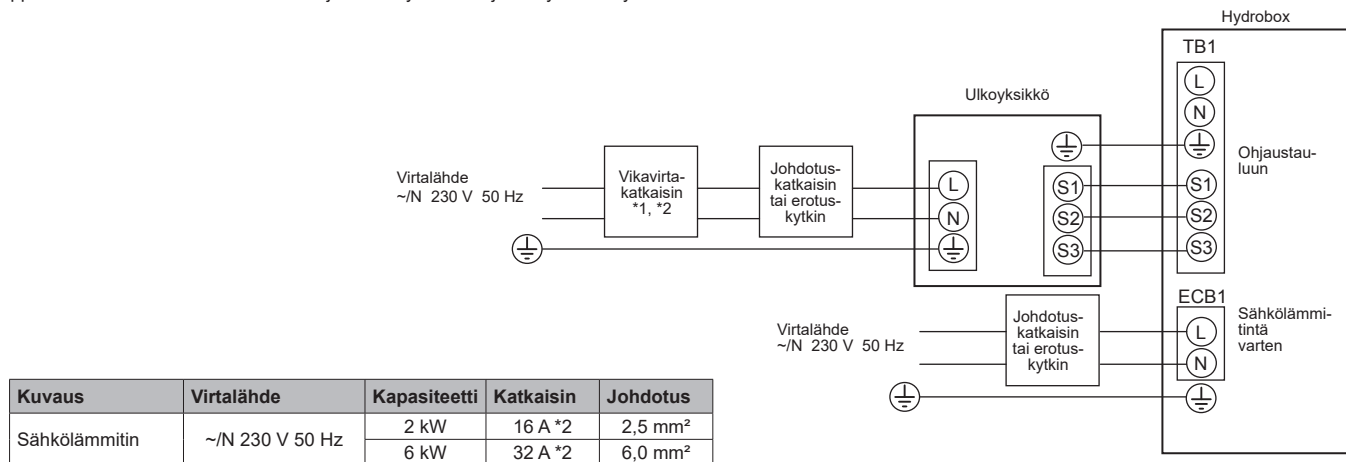 Hydrobox
TB1
L
N
Ulkoyksikkö
Ohjaustau-
luun
Virtalähde
~/N 230 V 50 Hz
Vikavirta-
katkaisin
*1, *2
Johdotus-
katkaisin
tai erotus-
kytkin
L
N
S1
S2
S3
S1
S2
S3
ECB1
Sähkölämmi-
tintä
varten
Virtalähde
~/N 230 V 50 Hz
Johdotus-
katkaisin
tai erotus-
kytkin
L
N
Kuvaus Virtalähde Kapasiteetti Katkaisin Johdotus
Sähkölämmitin ~/N 230 V 50 Hz 2 kW 16 A *2 2,5 mm²
6 kW 32 A *2 6,0 mm²